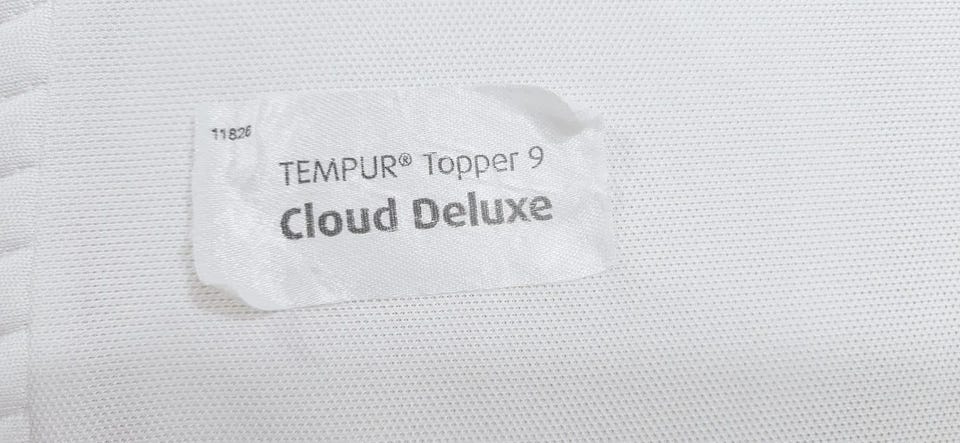 11826
TEMPUR® Topper 9
Cloud Deluxe